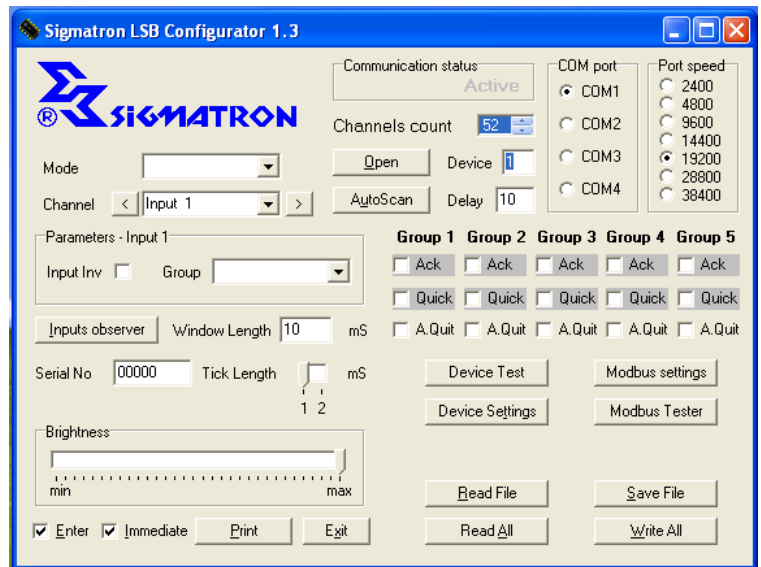 Sigmatron LSB Configurator 1.3
Communication status
Active
COM port
COM1
COM2
COM3
COM4
Port speed
2400
4800
9600
14400
19200
28800
38400
® SIGMATRON
Channels count 52
Mode
Open Device 1
Channel < Input 1 >
AutoScan Delay 10
Parameters - Input 1
Input Inv Group
Group 1 Group 2 Group 3 Group 4 Group 5
Ack Ack Ack Ack Ack
Quick Quick Quick Quick Quick
A.Quit A.Quit A.Quit A.Quit A.Quit
Inputs observer Window Length 10 mS
Serial No 00000 Tick Length mS
1 2
Device Test Modbus settings
Device Settings Modbus Tester
Brightness
min max
Read File Save File
Enter Immediate Print Exit Read All Write All